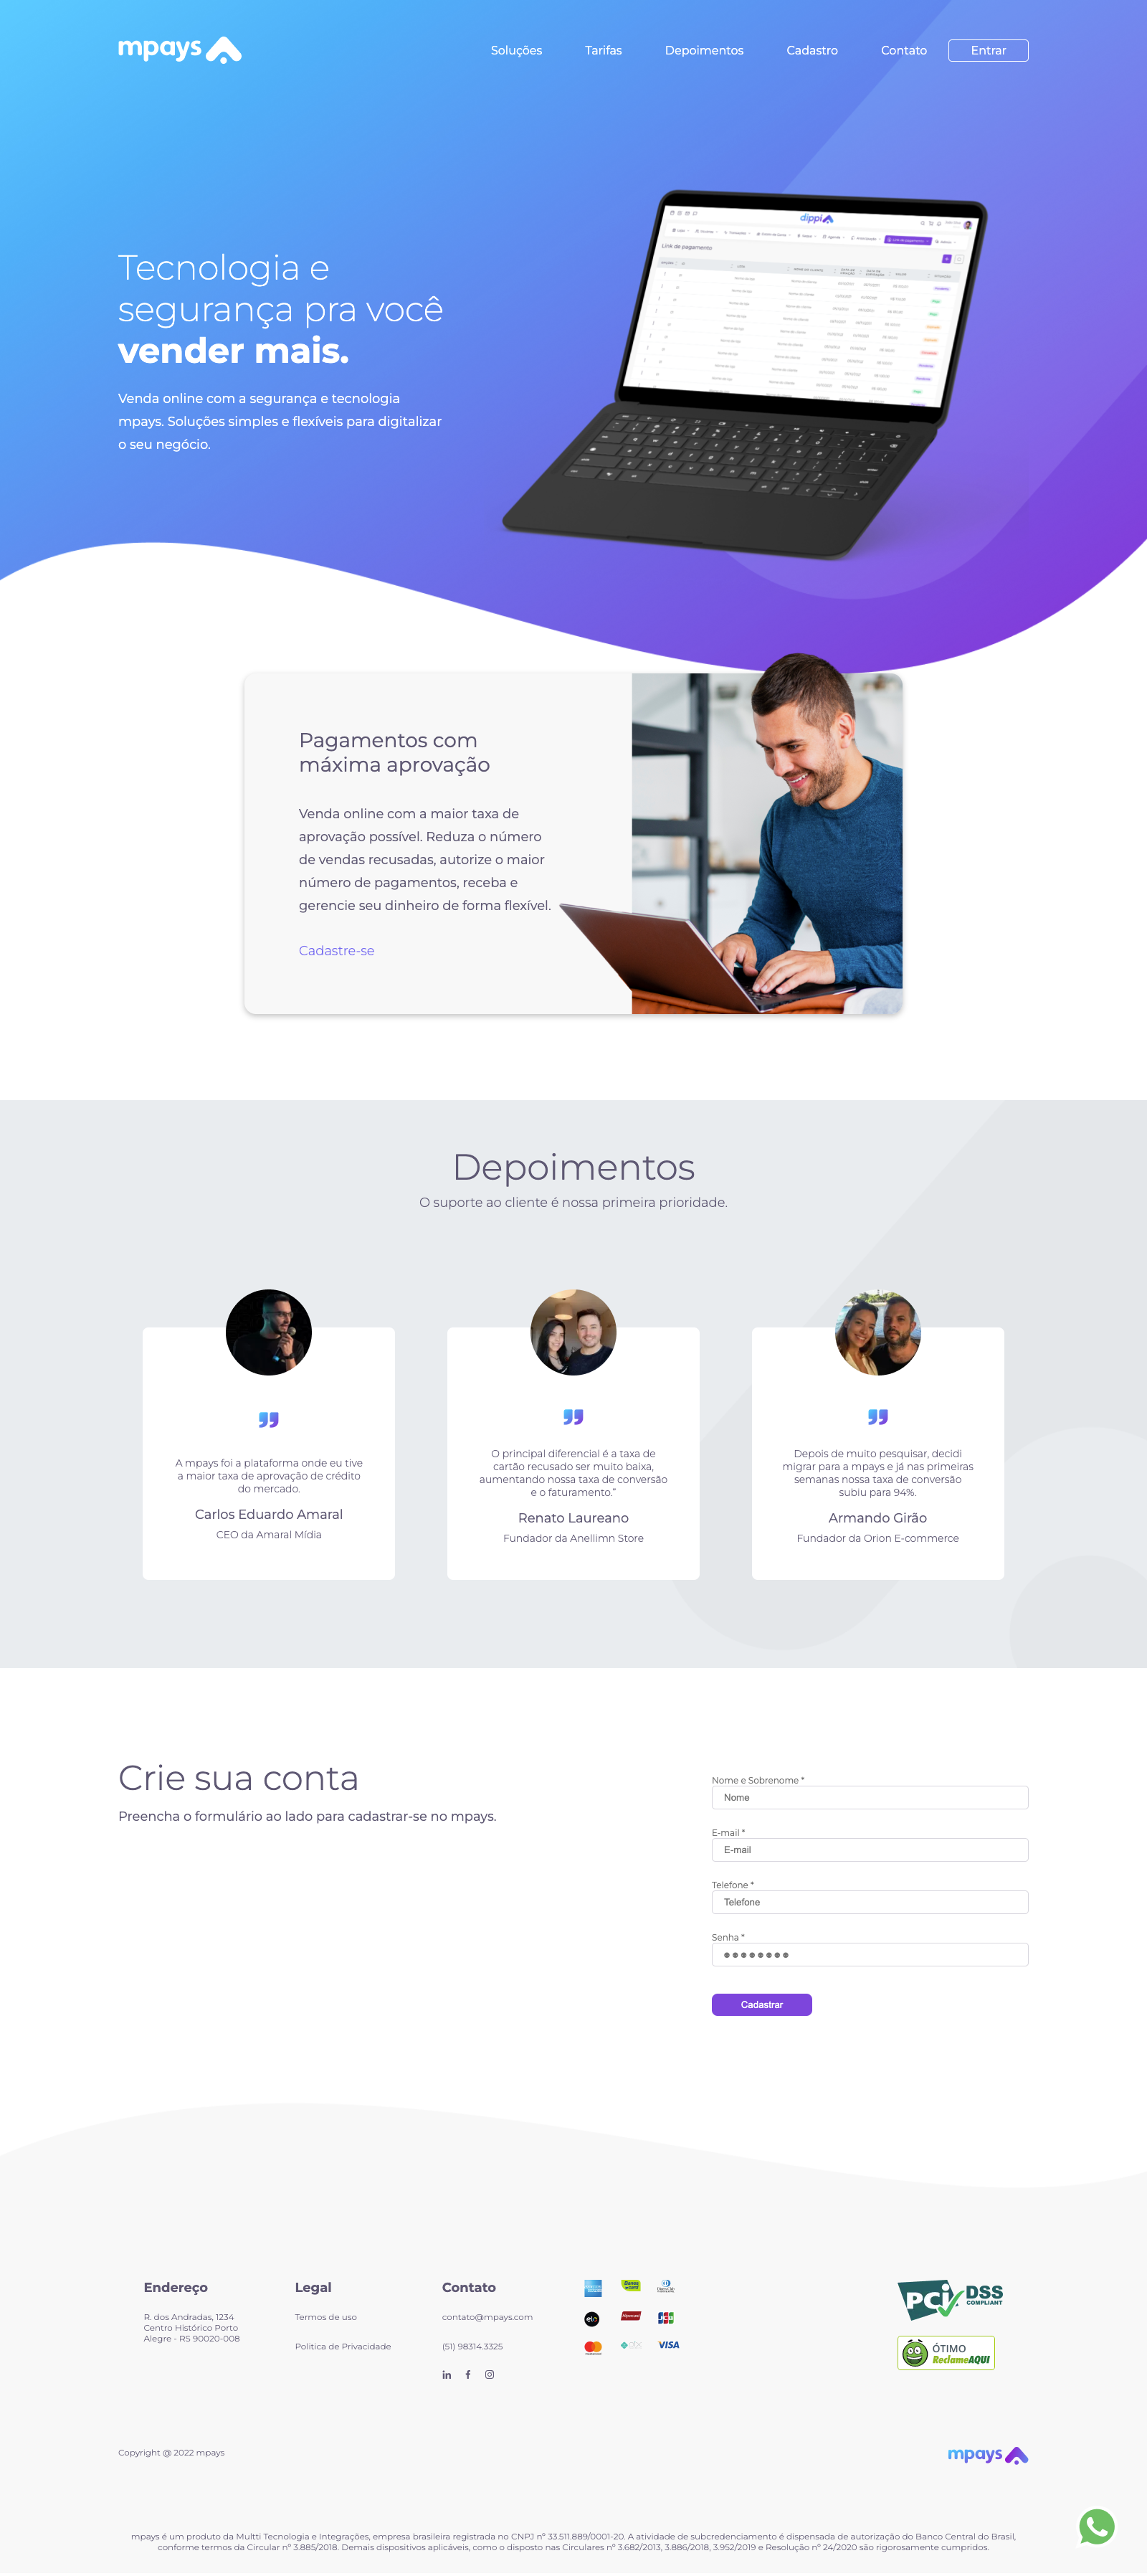 mpays
Soluções
Tarifas
Depoimentos
Cadastro
Contato
Entrar
dippi
Link de pagamento
Tecnologia e
segurança pra você
vender mais.
Venda online com a segurança e tecnologia
mpays. Soluções simples e flexíveis para digitalizar
o seu negócio.
Pagamentos com
máxima aprovação
Venda online com a maior taxa de
aprovação possível. Reduza o número
de vendas recusadas, autorize o maior
número de pagamentos, receba e
gerencie seu dinheiro de forma flexível.
Cadastre-se
Depoimentos
O suporte ao cliente é nossa primeira prioridade.
A mpays foi a plataforma onde eu tive
a maior taxa de aprovação de crédito
do mercado.
Carlos Eduardo Amaral
CEO da Amaral Mídia
O principal diferencial é a taxa de
cartão recusado ser muito baixa,
aumentando nossa taxa de conversão
e o faturamento.”
Renato Laureano
Fundador da Anellimn Store
Depois de muito pesquisar, decidi
migrar para a mpays e já nas primeiras
semanas nossa taxa de conversão
subiu para 94%.
Armando Girão
Fundador da Orion E-commerce
Crie sua conta
Preencha o formulário ao lado para cadastrar-se no mpays.
Nome e Sobrenome *
Nome
E-mail *
E-mail
Telefone *
Telefone
Senha *
Cadastrar
Endereço
R. dos Andradas, 1234
Centro Histórico Porto
Alegre - RS 90020-008
Legal
Termos de uso
Politica de Privacidade
Contato
contato@mpays.com
(51) 98314.3325
in f
elo
JCB
VISA
PCI DSS
COMPLIANT
ÓTIMO
ReclameAQUI
Copyright @ 2022 mpays
mpays
mpays é um produto da Multti Tecnologia e Integrações, empresa brasileira registrada no CNPJ nº 33.511.889/0001-20. A atividade de subcredenciamento é dispensada de autorização do Banco Central do Brasil,
conforme termos da Circular nº 3.885/2018. Demais dispositivos aplicáveis, como o disposto nas Circulares nº 3.682/2013, 3.886/2018, 3.952/2019 e Resolução nº 24/2020 são rigorosamente cumpridos.